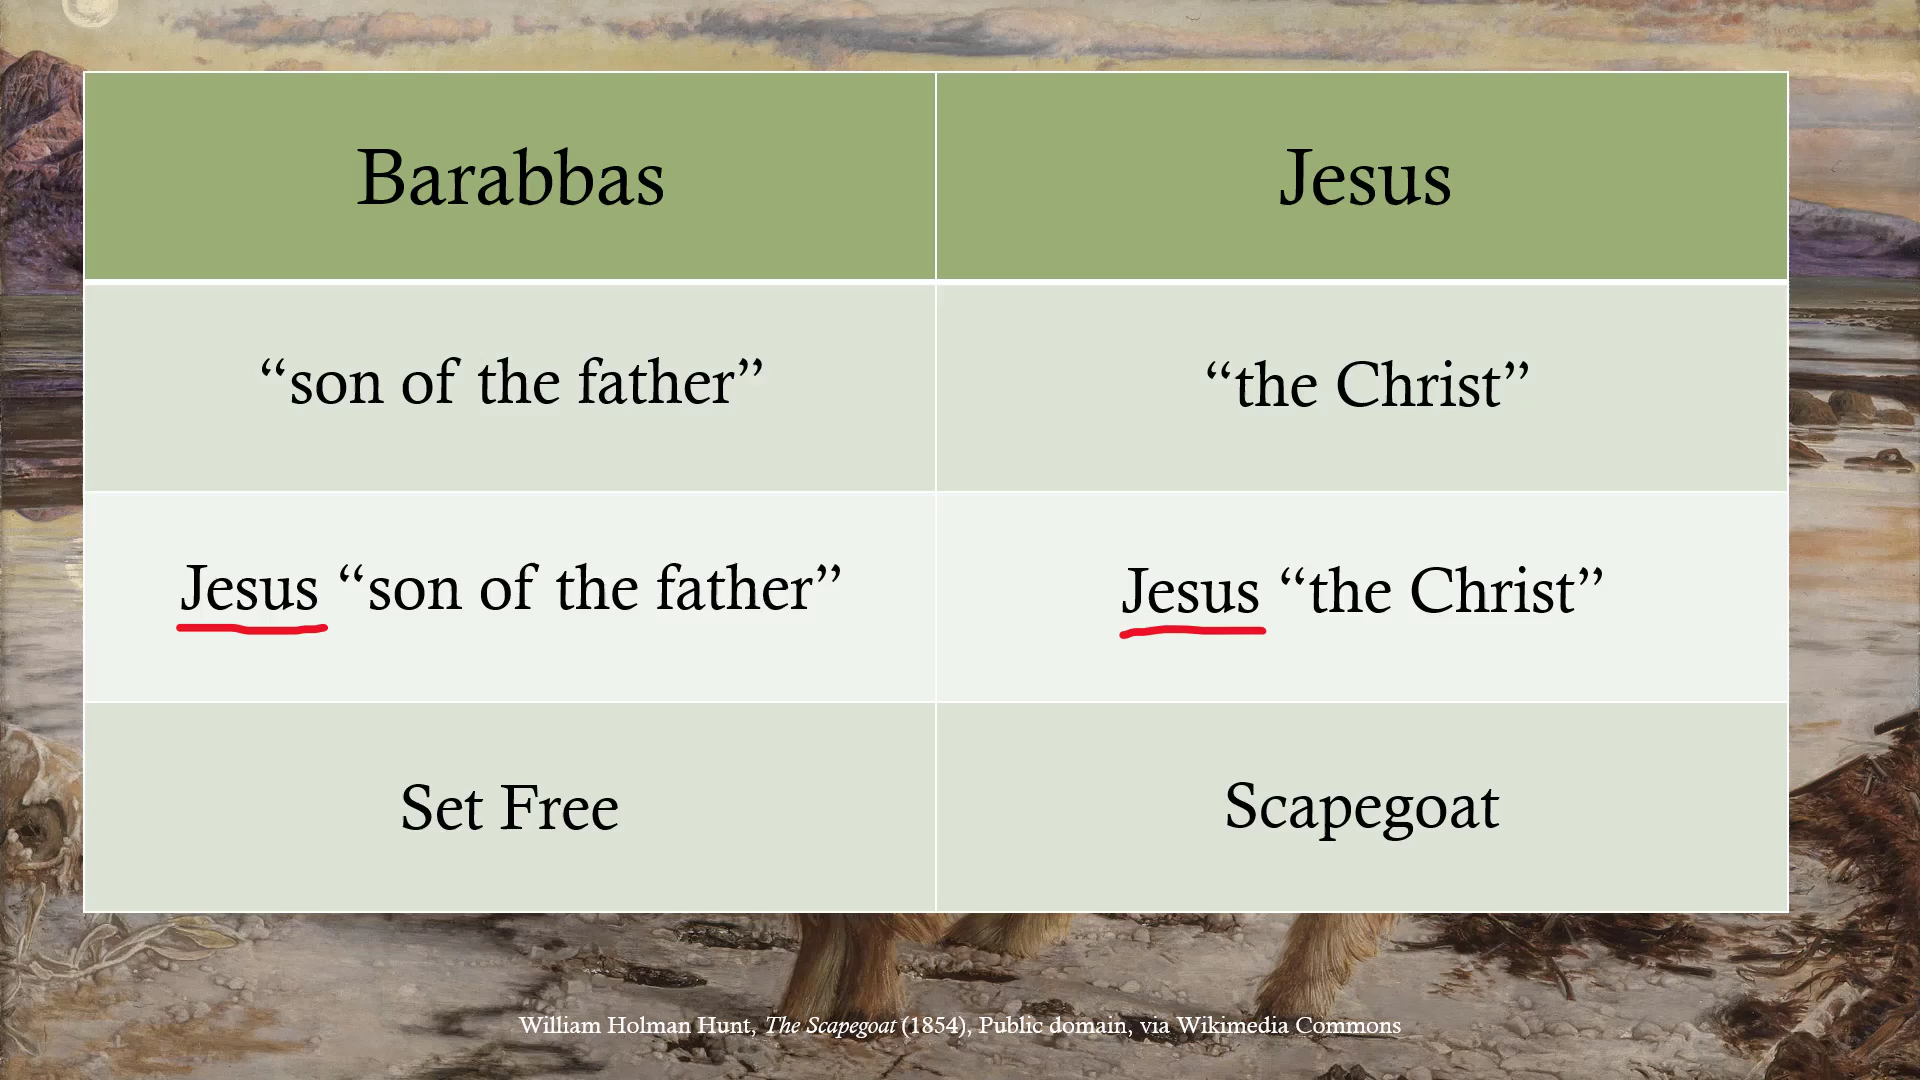 Barabbas
Jesus
“son of the father”
“the Christ”
Jesus “son of the father”
Jesus “the Christ”
Set Free
Scapegoat
William Holman Hunt, The Scapegoat (1854), Public domain, via Wikimedia Commons